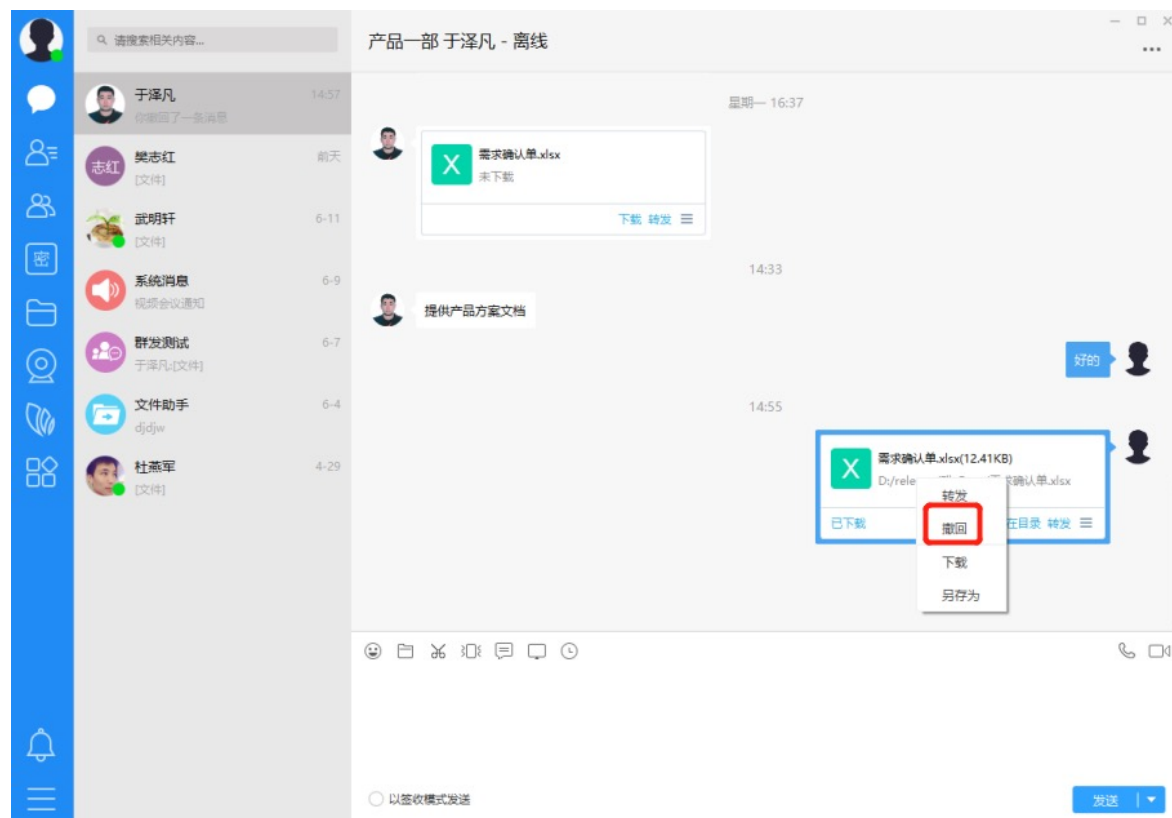 请搜索相关内容...
于泽凡
14:57
你撤回了一条消息
志红
樊志红
前天
[文件]
武明轩
6-11
[文件]
系统消息
6-9
视频会议通知
群发测试
6-7
于泽凡:[文件]
文件助手
6-4
djdjw
杜燕军
4-29
[文件]
密
产品一部 于泽凡 - 离线
星期一 16:37
X
需求确认单.xlsx
未下载
下载 转发
14:33
提供产品方案文档
好的
14:55
X
需求确认单.xlsx(12.41KB)
D:/rele
确认单.xlsx
已下载
在目录 转发
转发
撤回
下载
另存为
以签收模式发送
发送